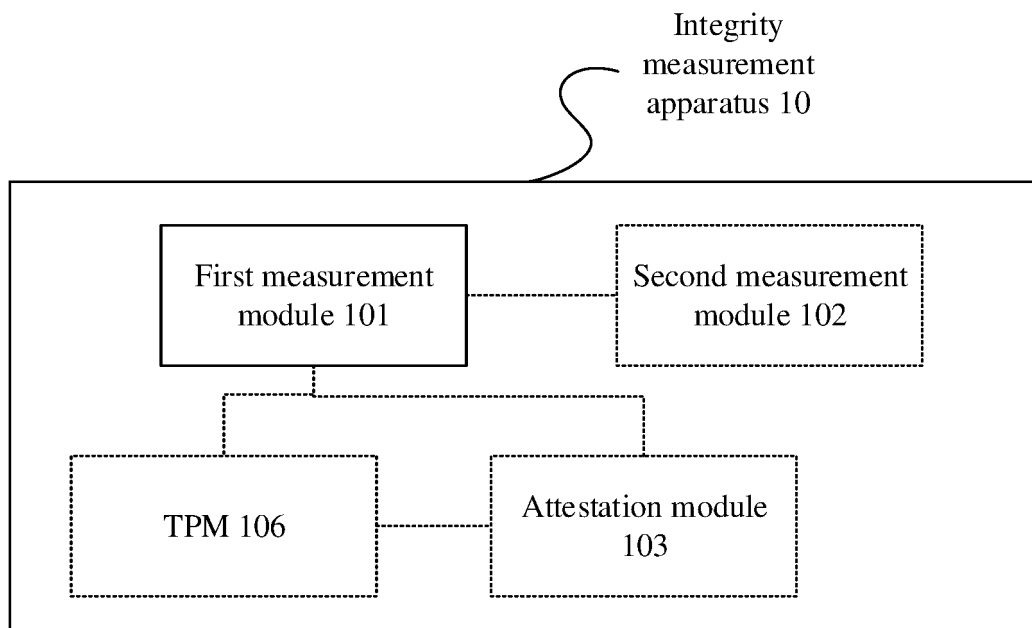 Integrity
measurement
apparatus 10
First measurement
module 101
Second measurement
module 102
TPM 106
Attestation module
103